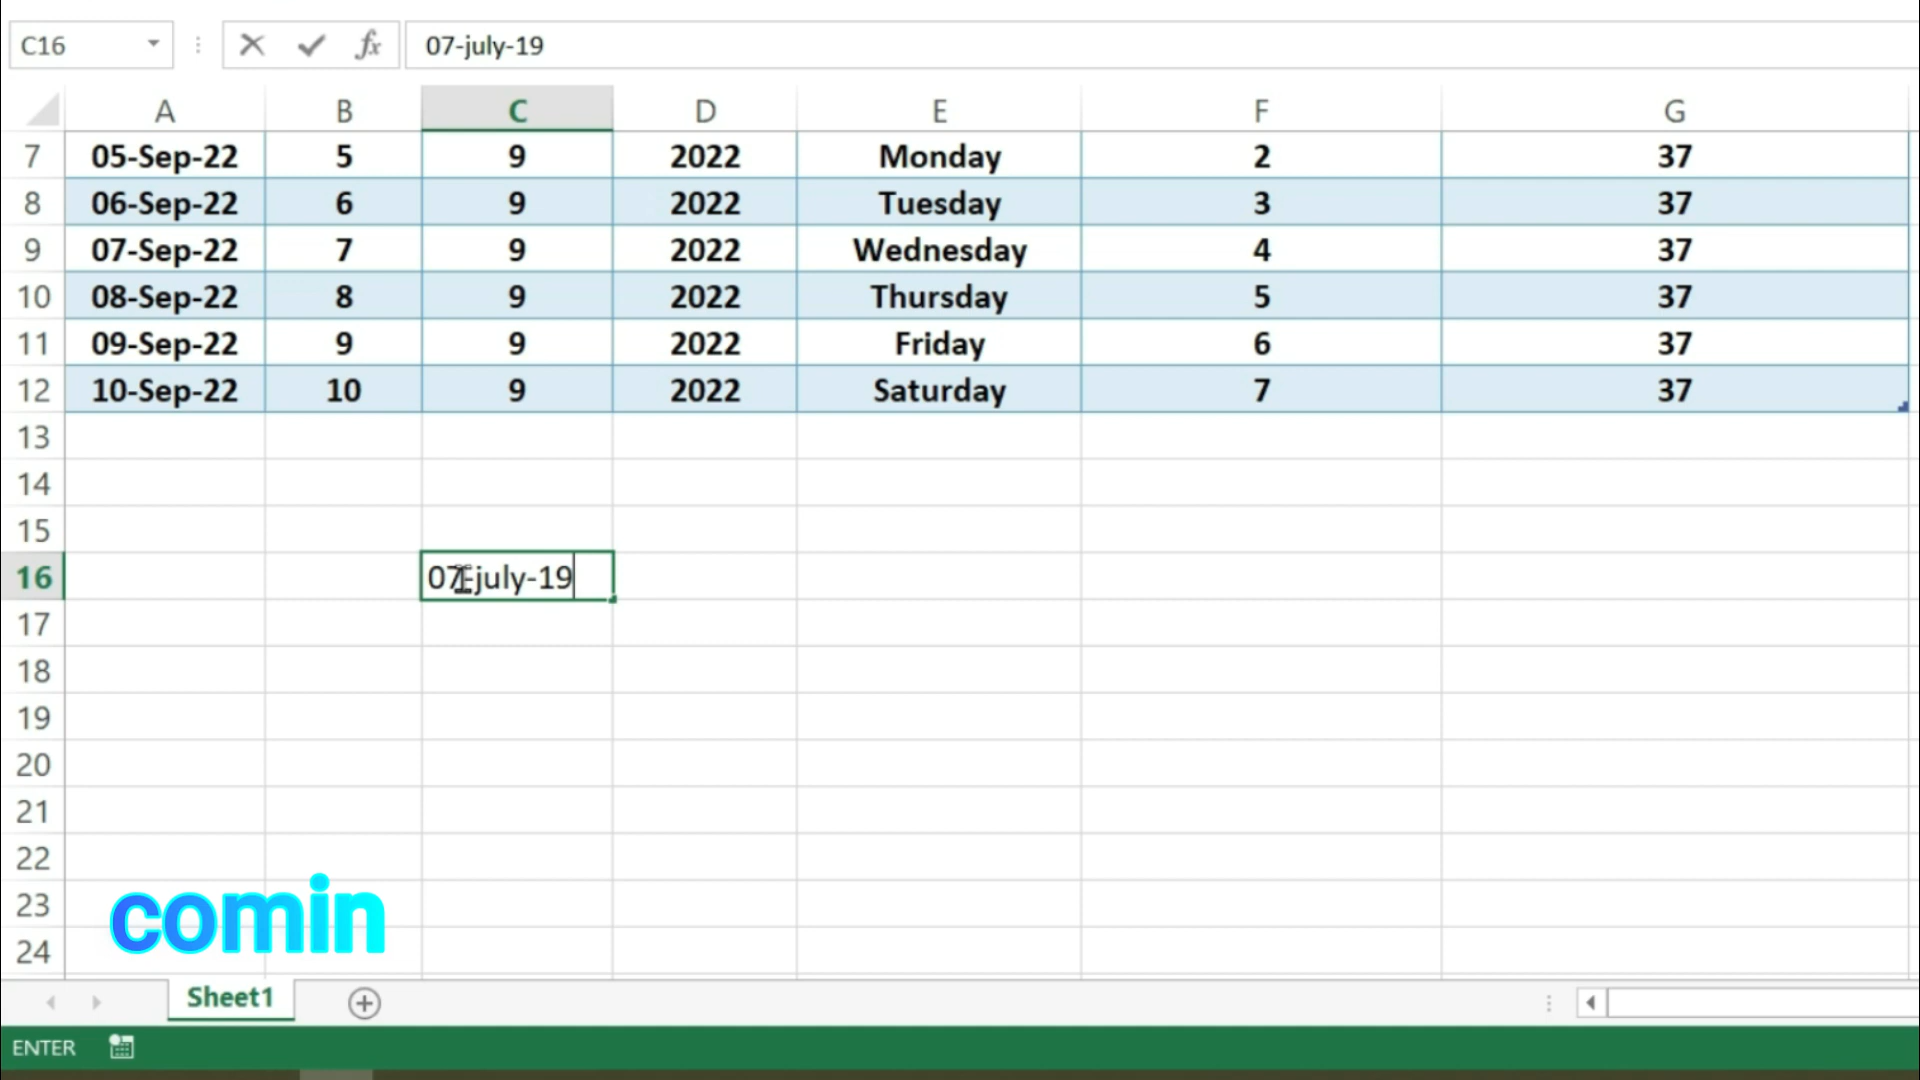 C16 fx 07-july-19
A B C D E F G
7 05-Sep-22 5 9 2022 Monday 2 37
8 06-Sep-22 6 9 2022 Tuesday 3 37
9 07-Sep-22 7 9 2022 Wednesday 4 37
10 08-Sep-22 8 9 2022 Thursday 5 37
11 09-Sep-22 9 9 2022 Friday 6 37
12 10-Sep-22 10 9 2022 Saturday 7 37
13
14
15
16 07-july-19
17
18
19
20
21
22
23
comin
24
Sheet1
ENTER